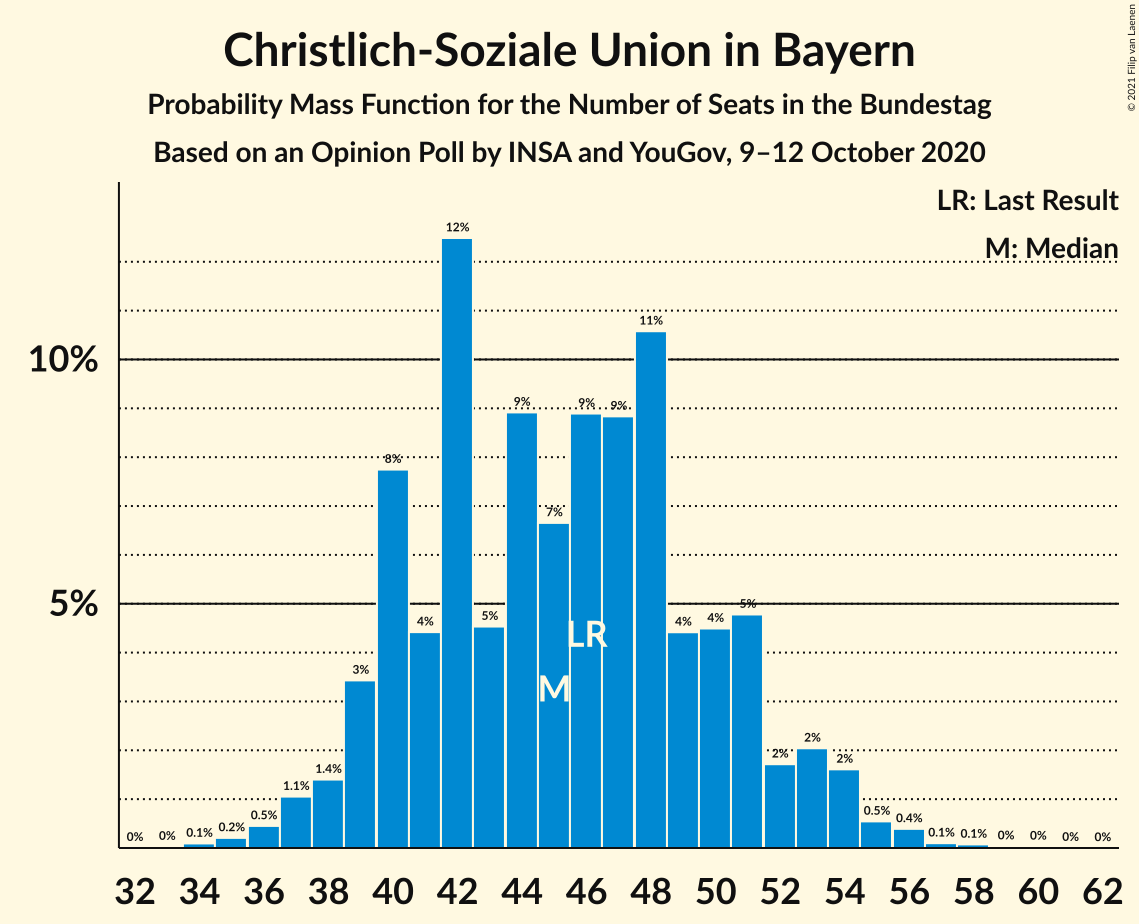 Christlich-Soziale Union in Bayern
Probability Mass Function for the Number of Seats in the Bundestag
Based on an Opinion Poll by INSA and YouGov, 9–12 October 2020
© 2021 Filip van Laenen
LR: Last Result
M: Median
10%
5%
0% 0% 0.1% 0.2% 0.5% 1.1% 1.4% 3% 8% 4% 12% 5% 9% 7% 9% 9% 11% 4% 4% 5% 2% 2% 2% 0.5% 0.4% 0.1% 0.1% 0% 0% 0% 0%
LR
M
32 34 36 38 40 42 44 46 48 50 52 54 56 58 60 62